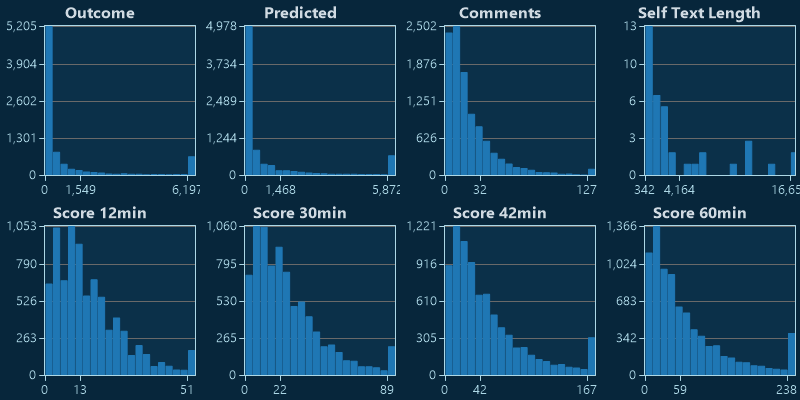 Outcome
5,205
3,904
2,602
1,301
0
0 1,549 6,197
Predicted
4,978
3,734
2,489
1,244
0
0 1,468 5,872
Comments
2,502
1,876
1,251
626
0
0 32 127
Self Text Length
13
10
6
3
0
342 4,164 16,65
Score 12min
1,053
790
526
263
0
0 13 51
Score 30min
1,060
795
530
265
0
0 22 89
Score 42min
1,221
916
610
305
0
0 42 167
Score 60min
1,366
1,024
683
342
0
0 59 238